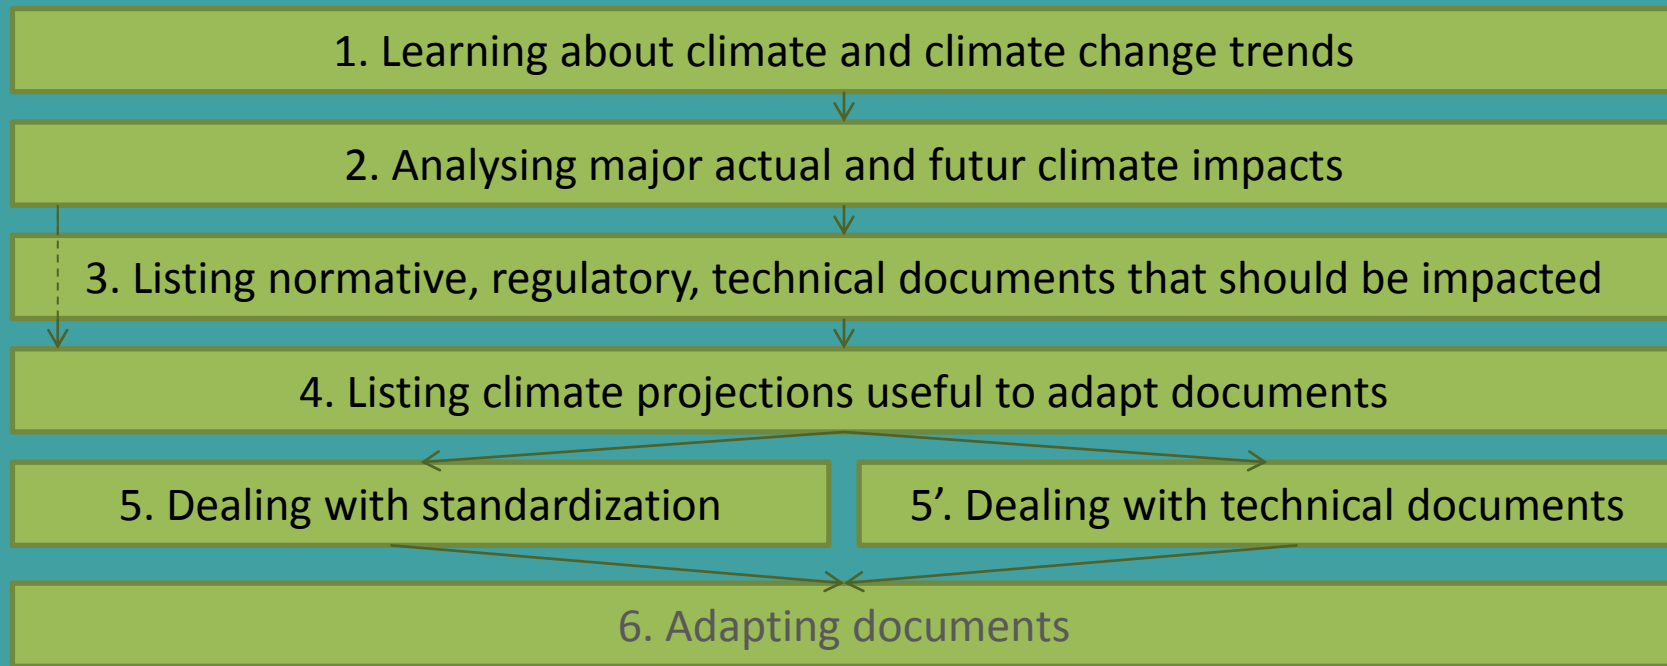 1. Learning about climate and climate change trends
2. Analysing major actual and futur climate impacts
3. Listing normative, regulatory, technical documents that should be impacted
4. Listing climate projections useful to adapt documents
5. Dealing with standardization
5’. Dealing with technical documents
6. Adapting documents